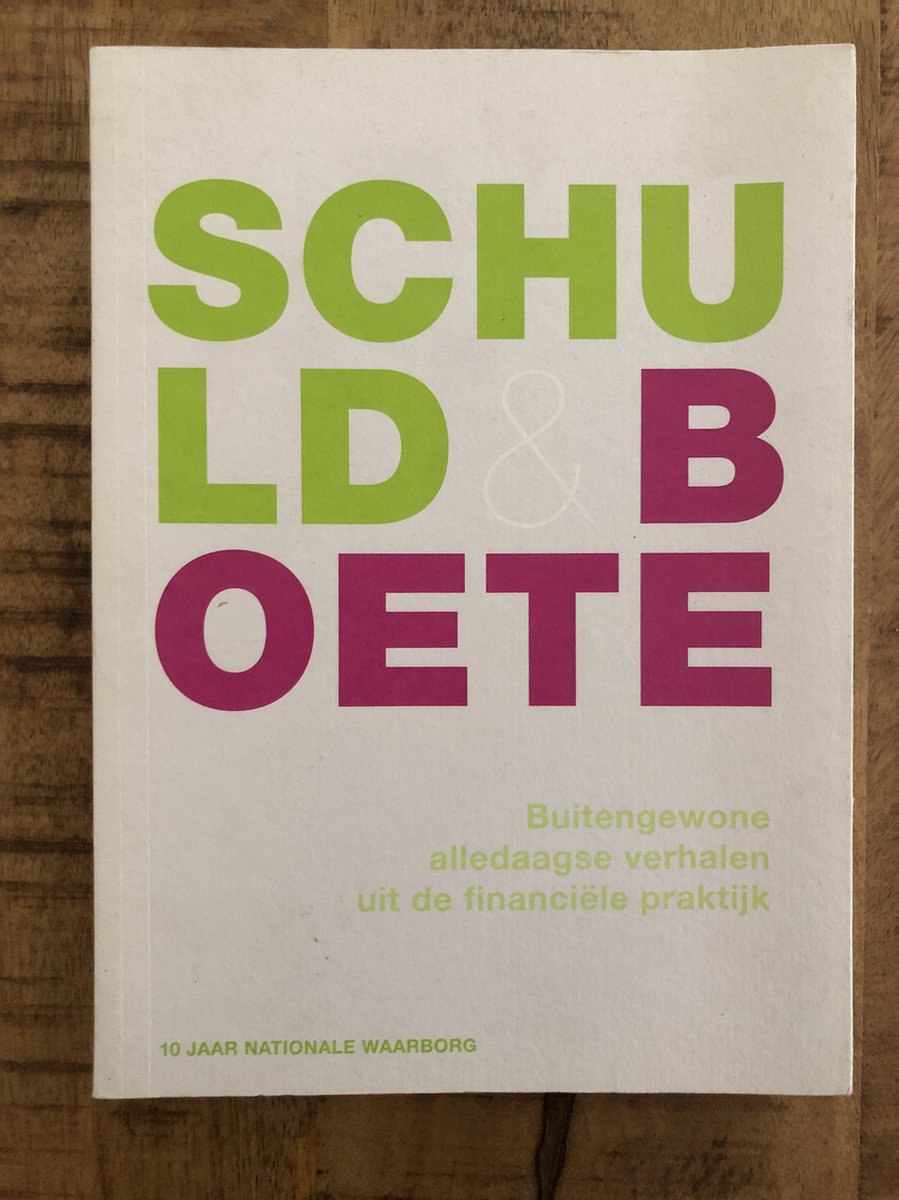 SCHU
LD & B
OETE
Buitengewone
alledaagse verhalen
uit de financiële praktijk
10 JAAR NATIONALE WAARBORG